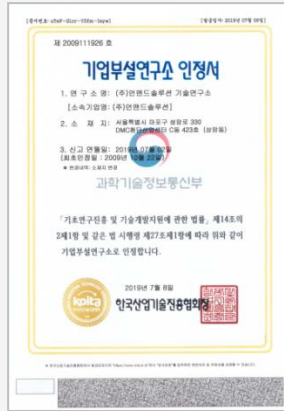 제 2009111926 호
기업부설연구소 인정서
1. 연 구 소 명: (주)언맨드솔루션 기술연구소
[소속기업명: (주)언맨드솔루션]
2. 소 재 지: 서울특별시 마포구 성암로 330
DMC첨단산업센터 C동 423호 (상암동)
3. 신고 연월일: 2019년 07월 02일
(최초인정일: 2009년 10월 22일)
과학기술정보통신부
「기초연구진흥 및 기술개발지원에 관한 법률」 제14조의
2제1항 및 같은 법 시행령 제27조제1항에 따라 위와 같이
기업부설연구소로 인정합니다.
2019년 7월 8일
koita
한국산업기술진흥협회장